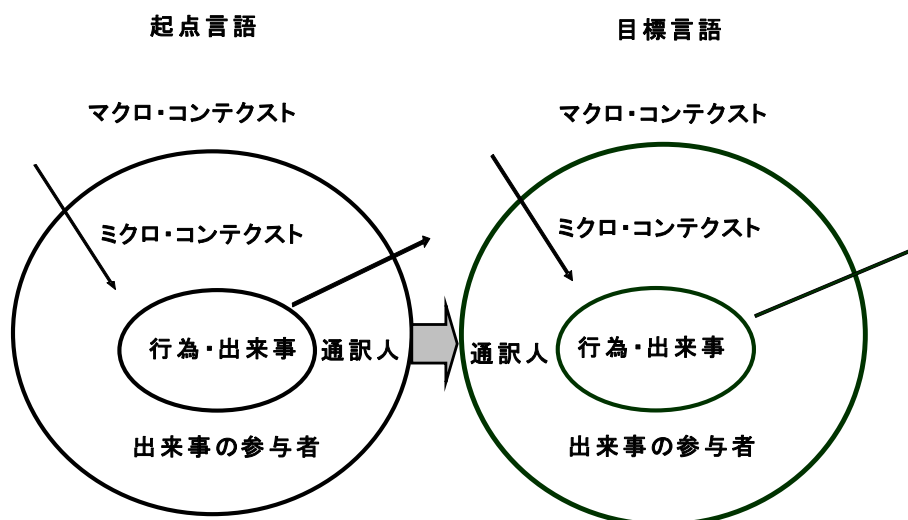 起点言語
目標言語
マクロ・コンテクスト
マクロ・コンテクスト
ミクロ・コンテクスト
ミクロ・コンテクスト
行為・出来事
通訳人
通訳人
行為・出来事
出来事の参与者
出来事の参与者